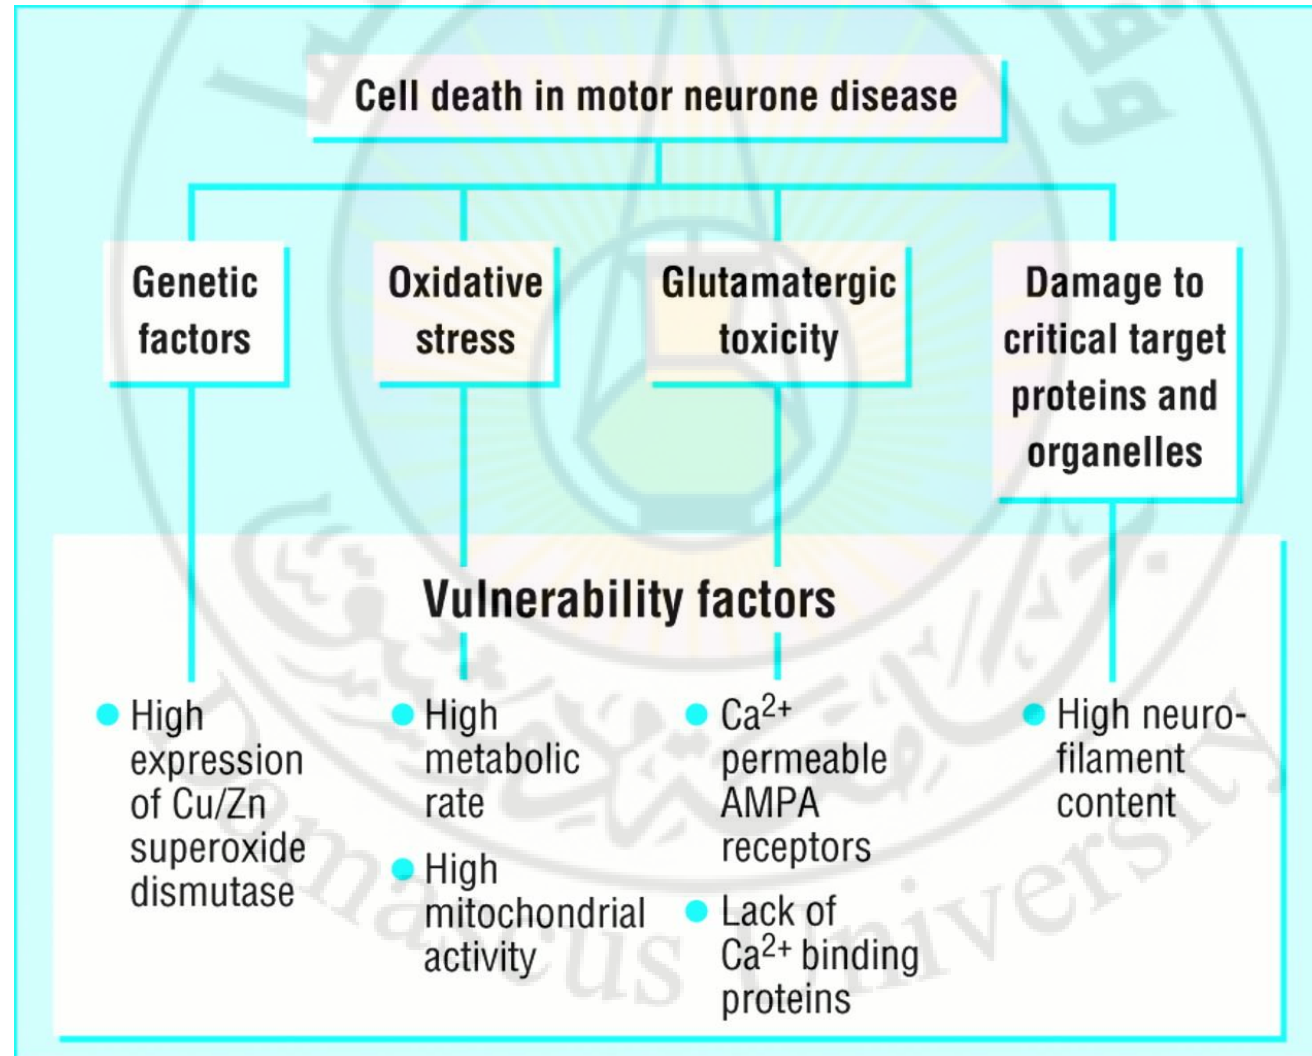 Cell death in motor neurone disease
Genetic
factors
Oxidative
stress
Glutamatergic
toxicity
Damage to
critical target
proteins and
organelles
Vulnerability factors
● High
expression
of Cu/Zn
superoxide
dismutase
● High
metabolic
rate
● High
mitochondrial
activity
● Ca2+
permeable
AMPA
receptors
● Lack of
Ca2+ binding
proteins
● High neuro-
filament
content
Damascus University